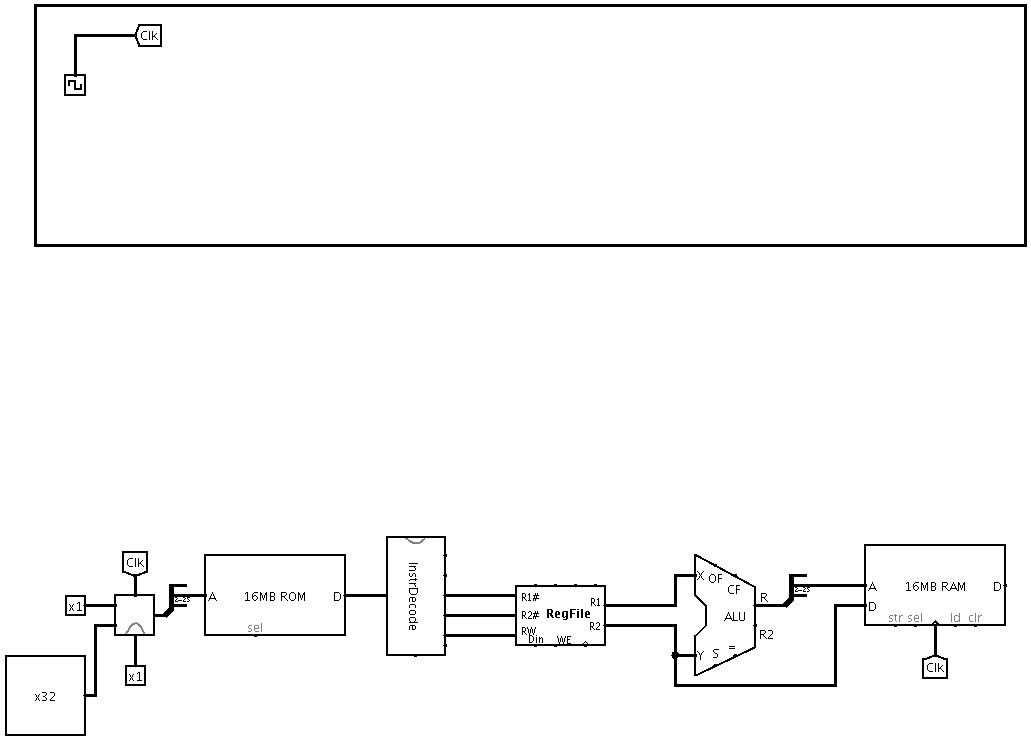 Clk
Clk
x1
x1
x32
2-25
A
16MB ROM
D
sel
InstrDecode
R1#
R2#
RW
Din
WE
RegFile
R1
R2
X
OF
CF
ALU
R
R2
Y
S
=
2-25
A
D
16MB RAM
D
str sel
ld clr
Clk